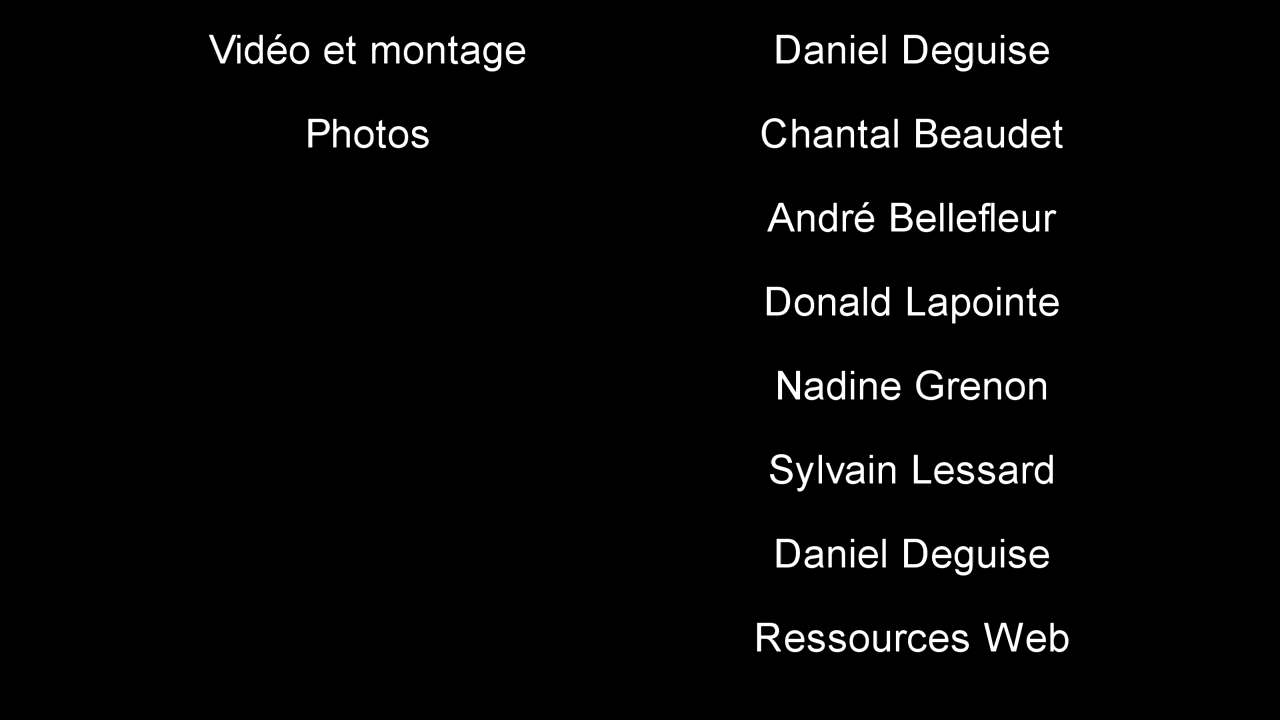 Vidéo et montage Daniel Deguise
Photos Chantal Beaudet
André Bellefleur
Donald Lapointe
Nadine Grenon
Sylvain Lessard
Daniel Deguise
Ressources Web